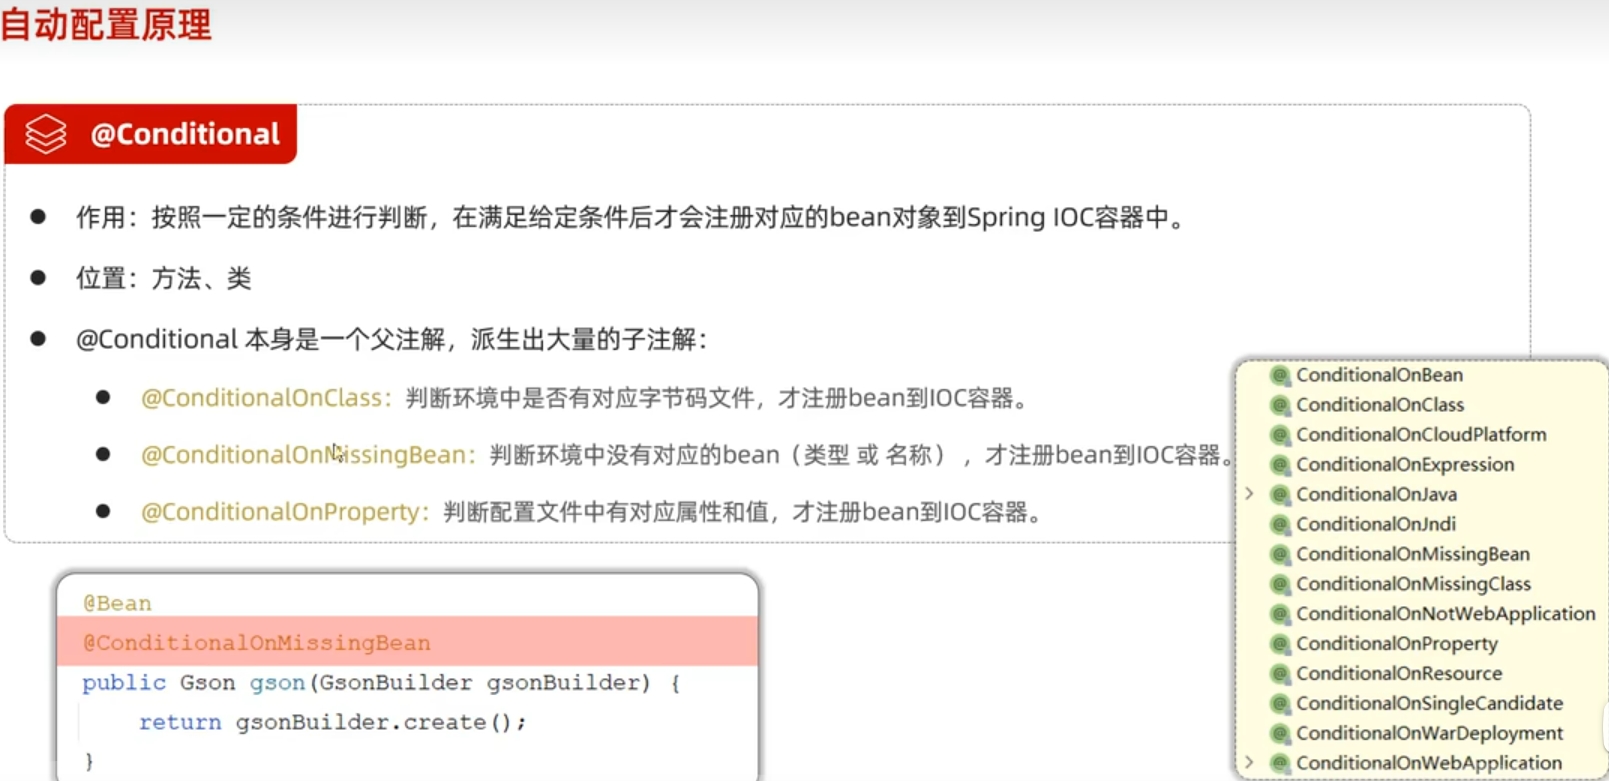 自动配置原理
@Conditional
作用：按照一定的条件进行判断，在满足给定条件后才会注册对应的bean对象到Spring IOC容器中。
位置：方法、类
@Conditional 本身是一个父注解，派生出大量的子注解：
@ConditionalOnClass：判断环境中是否有对应字节码文件，才注册bean到IOC容器。
@ConditionalOnMissingBean：判断环境中没有对应的bean（类型 或 名称），才注册bean到IOC容器。
@ConditionalOnProperty：判断配置文件中有对应属性和值，才注册bean到IOC容器。
@Bean
@ConditionalOnMissingBean
public Gson gson(GsonBuilder gsonBuilder) {
return gsonBuilder.create();
}
ConditionalOnBean
ConditionalOnClass
ConditionalOnCloudPlatform
ConditionalOnExpression
ConditionalOnJava
ConditionalOnJndi
ConditionalOnMissingBean
ConditionalOnMissingClass
ConditionalOnNotWebApplication
ConditionalOnProperty
ConditionalOnResource
ConditionalOnSingleCandidate
ConditionalOnWarDeployment
ConditionalOnWebApplication